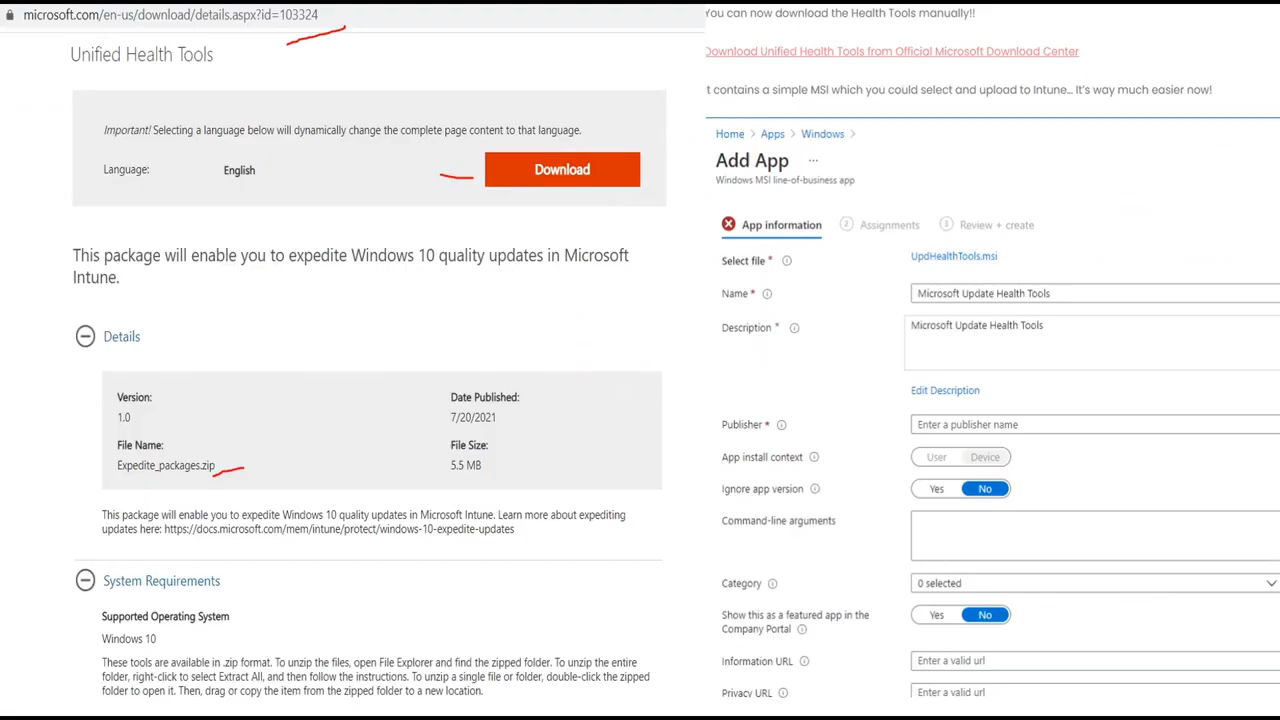 microsoft.com/en-us/download/details.aspx?id=103324
Unified Health Tools
Important! Selecting a language below will dynamically change the complete page content to that language.
Language:
English
Download
This package will enable you to expedite Windows 10 quality updates in Microsoft
Intune.
Details
Version:
1.0
Date Published:
7/20/2021
File Name:
Expedite_packages.zip
File Size:
5.5 MB
This package will enable you to expedite Windows 10 quality updates in Microsoft Intune. Learn more about expediting
updates here: https://docs.microsoft.com/mem/intune/protect/windows-10-expedite-updates
System Requirements
Supported Operating System
Windows 10
These tools are available in .zip format. To unzip the files, open File Explorer and find the zipped folder. To unzip the entire
folder, right-click to select Extract All, and then follow the instructions. To unzip a single file or folder, double-click the zipped
folder to open it. Then, drag or copy the item from the zipped folder to a new location.
You can now download the Health Tools manually!!
Download Unified Health Tools from Official Microsoft Download Center
t contains a simple MSI which you could select and upload to Intune... It's way much easier now!
Home > Apps > Windows >
Add App ...
Windows MSI line-of-business app
App information
2 Assignments
3 Review + create
Select file *
UpdHealthTools.msi
Name *
Microsoft Update Health Tools
Description *
Microsoft Update Health Tools
Edit Description
Publisher *
Enter a publisher name
App install context
User Device
Ignore app version
Yes No
Command-line arguments
Category
0 selected
Show this as a featured app in the
Company Portal
Yes No
Information URL
Enter a valid url
Privacy URL
Enter a valid url